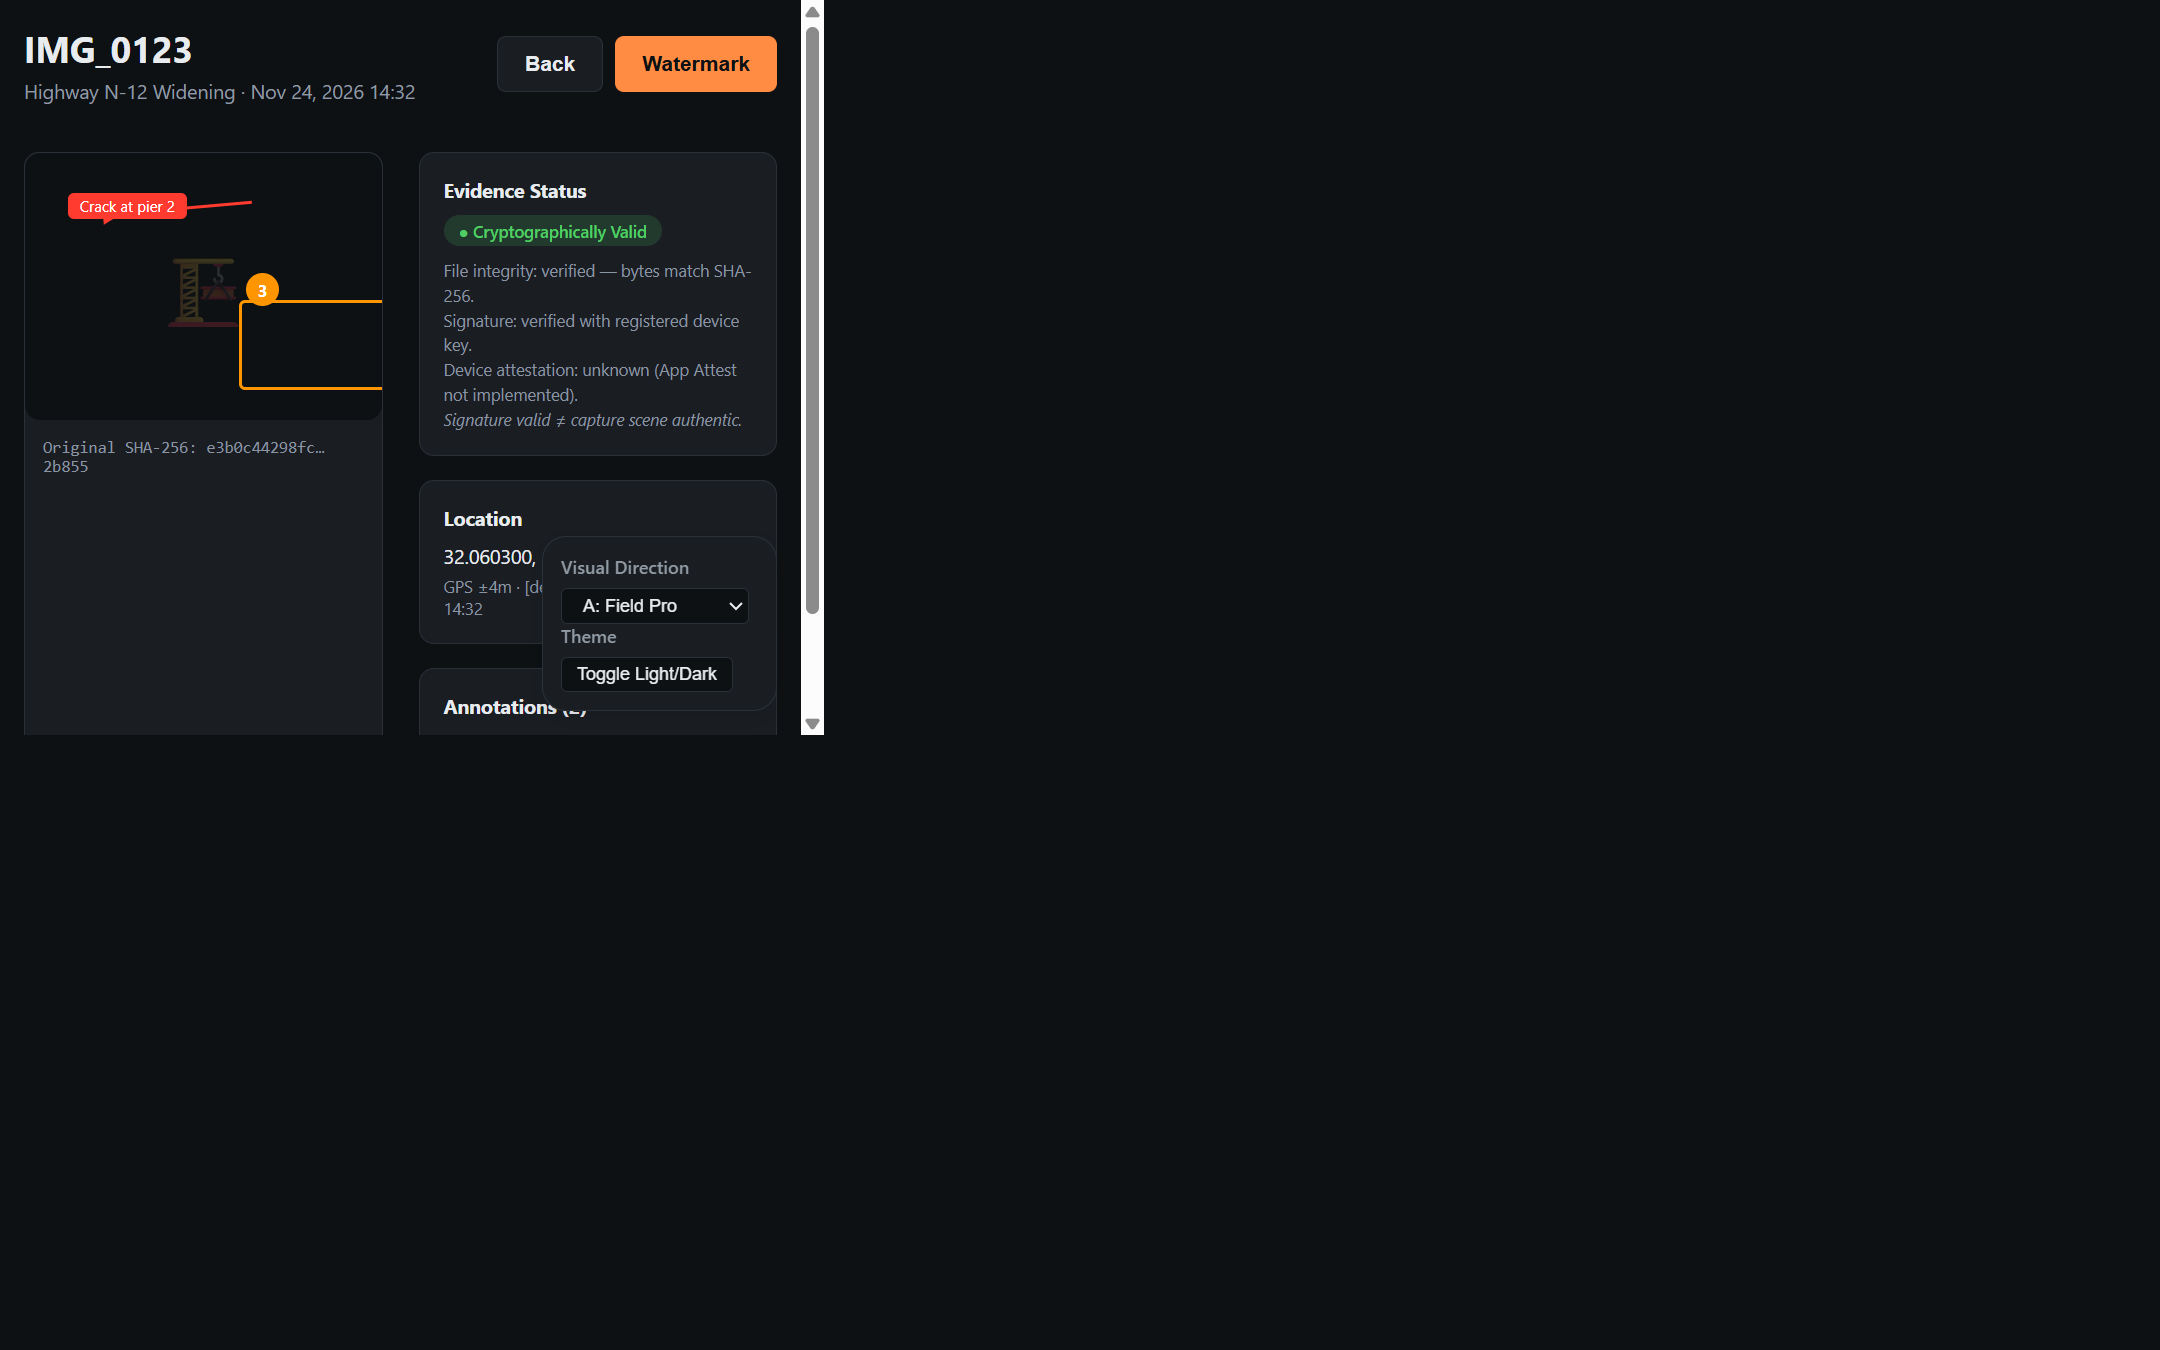 IMG_0123
Highway N-12 Widening · Nov 24, 2026 14:32
Back
Watermark
Crack at pier 2
3
Original SHA-256: e3b0c44298fc…
2b855
Evidence Status
● Cryptographically Valid
File integrity: verified — bytes match SHA-
256.
Signature: verified with registered device
key.
Device attestation: unknown (App Attest
not implemented).
Signature valid ≠ capture scene authentic.
Location
32.060300,
GPS ±4m ·
14:32
Visual Direction
A: Field Pro
Theme
Toggle Light/Dark
Annotations